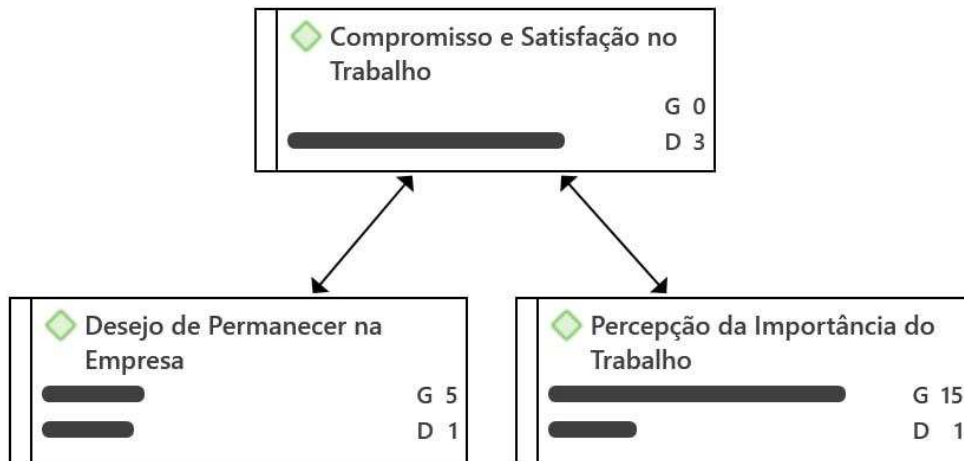 Compromisso e Satisfação no
Trabalho
G 0
D 3
Desejo de Permanecer na
Empresa
G 5
D 1
Percepção da Importância do
Trabalho
G 15
D 1